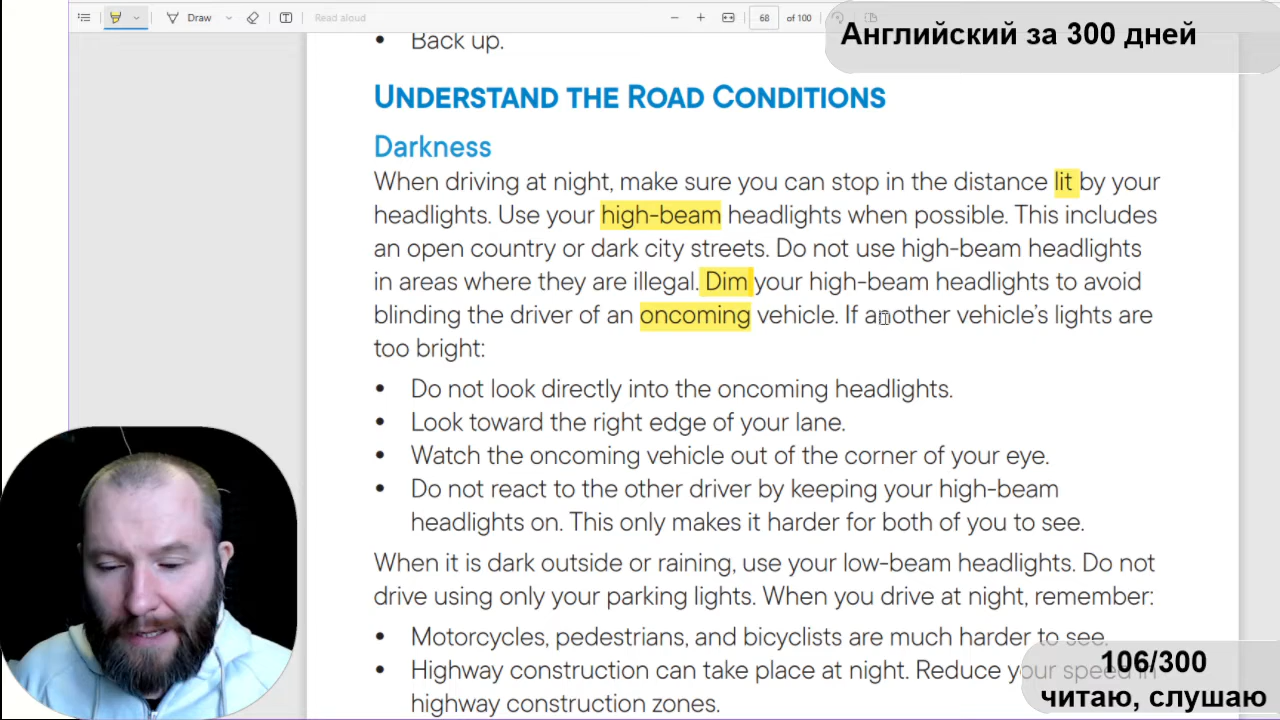 Draw
Read aloud
68 of 100
Английский за 300 дней
• Back up.
UNDERSTAND THE ROAD CONDITIONS
Darkness
When driving at night, make sure you can stop in the distance lit by your
headlights. Use your high-beam headlights when possible. This includes
an open country or dark city streets. Do not use high-beam headlights
in areas where they are illegal. Dim your high-beam headlights to avoid
blinding the driver of an oncoming vehicle. If another vehicle's lights are
too bright:
• Do not look directly into the oncoming headlights.
• Look toward the right edge of your lane.
• Watch the oncoming vehicle out of the corner of your eye.
• Do not react to the other driver by keeping your high-beam
headlights on. This only makes it harder for both of you to see.
When it is dark outside or raining, use your low-beam headlights. Do not
drive using only your parking lights. When you drive at night, remember:
• Motorcycles, pedestrians, and bicyclists are much harder to see.
• Highway construction can take place at night. Reduce your speed in
highway construction zones.
106/300
читаю, слушаю